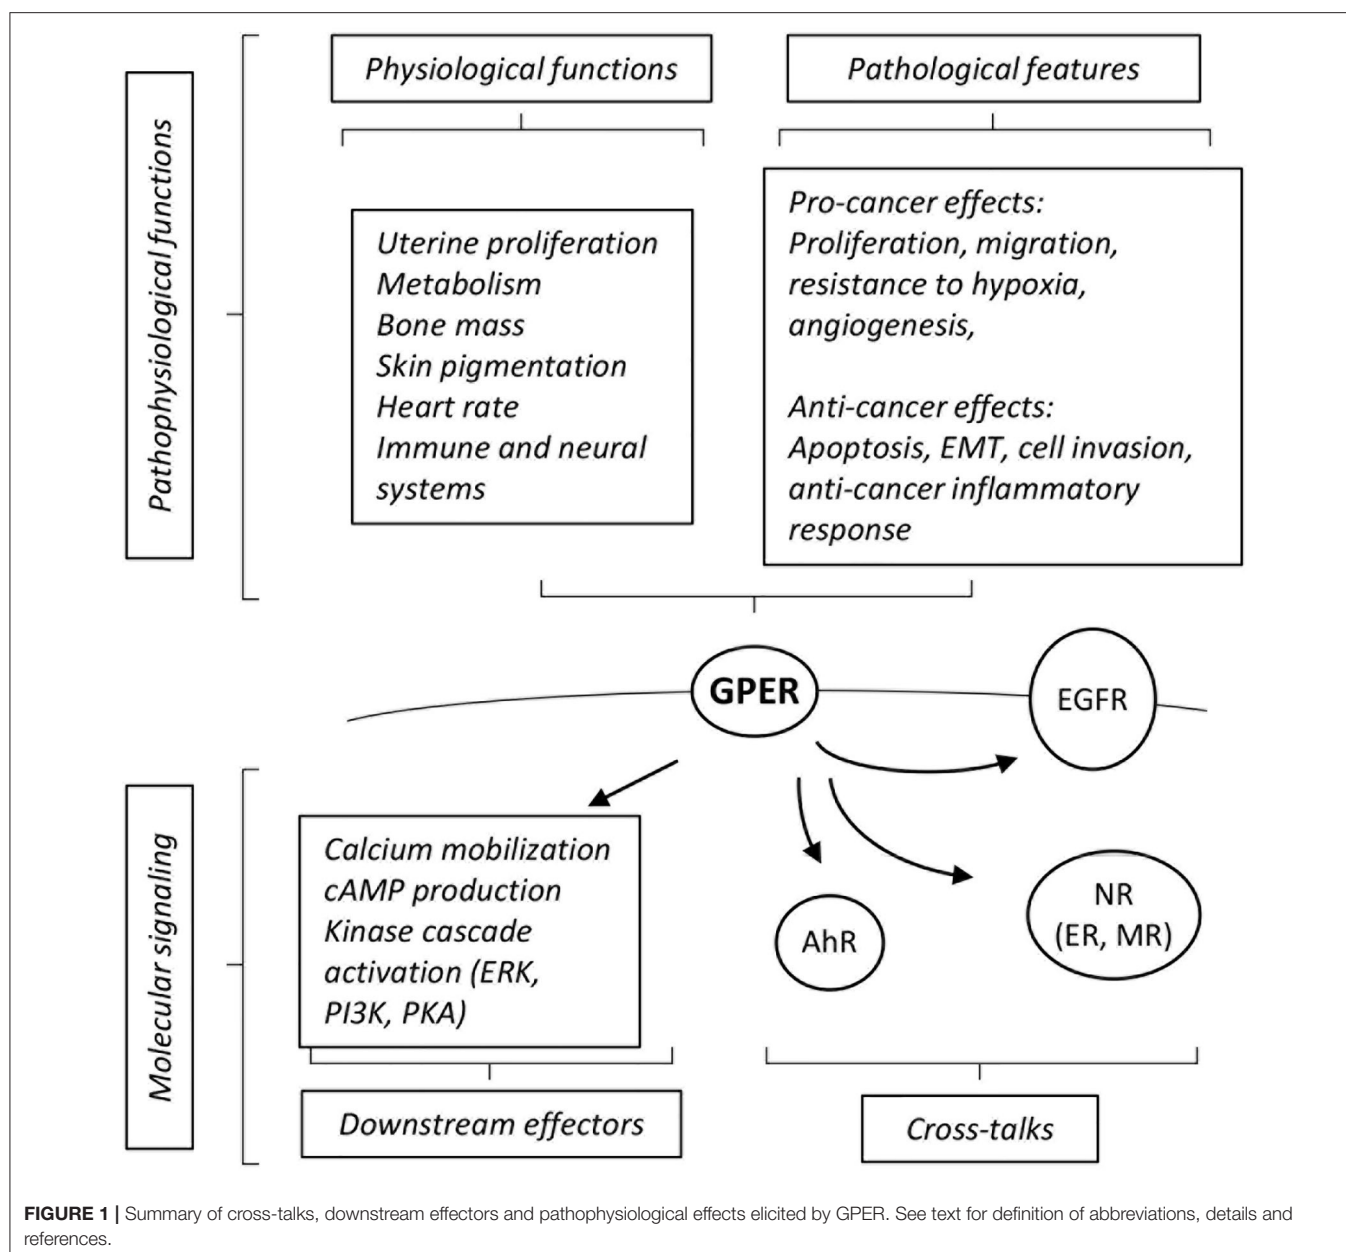 Pathophysiological functions
Physiological functions
Pathological features
Uterine proliferation
Metabolism
Bone mass
Skin pigmentation
Heart rate
Immune and neural
systems
Pro-cancer effects:
Proliferation, migration,
resistance to hypoxia,
angiogenesis,
Anti-cancer effects:
Apoptosis, EMT, cell invasion,
anti-cancer inflammatory
response
GPER
EGFR
Molecular signaling
Calcium mobilization
cAMP production
Kinase cascade
activation (ERK,
PI3K, PKA)
AhR
NR
(ER, MR)
Downstream effectors
Cross-talks
FIGURE 1 | Summary of cross-talks, downstream effectors and pathophysiological effects elicited by GPER. See text for definition of abbreviations, details and
references.